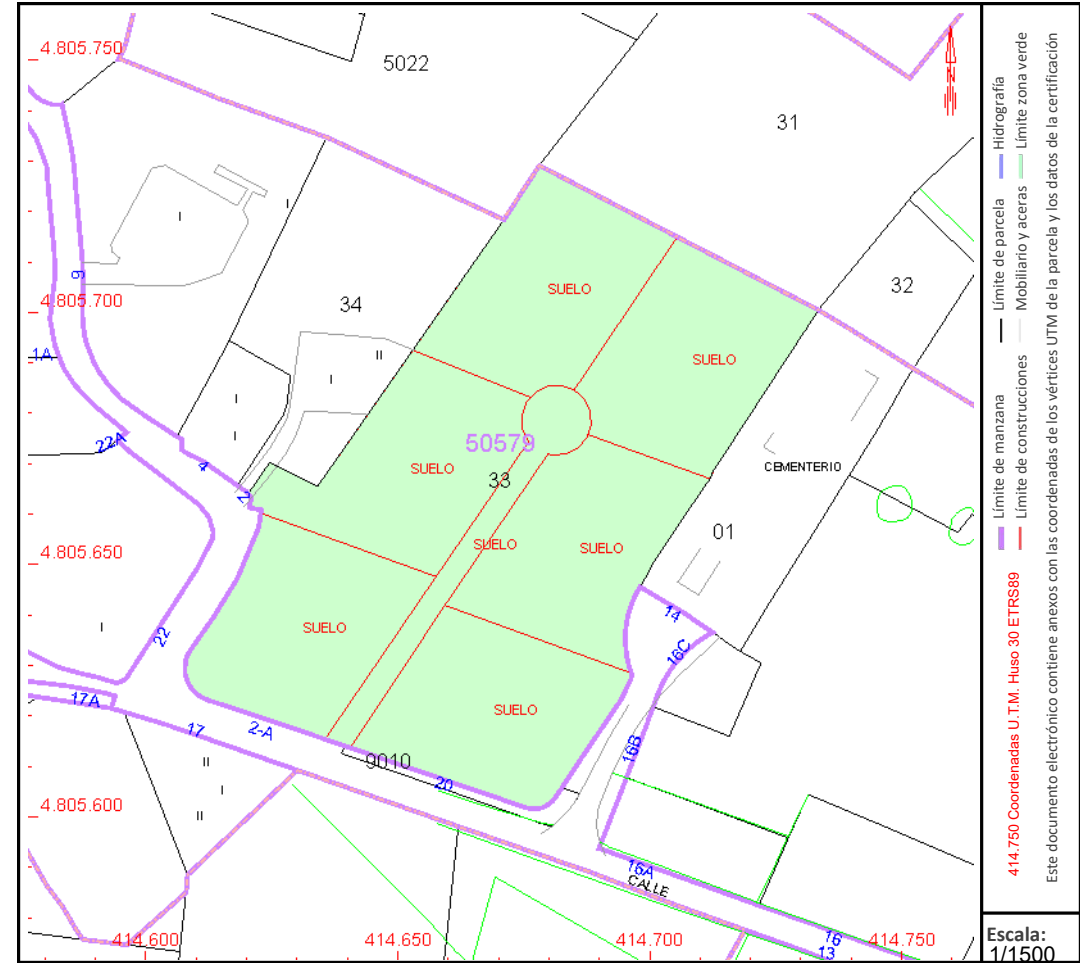 4.805.750
5022
31
I
I
9
4.805.700
34
SUELO
32
1A
II
I
SUELO
I
I
22A
50579
4
SUELO
33
CEMENTERIO
2
SUELO
SUELO
01
4.805.650
I
22
SUELO
14
16C
17A
SUELO
17
2-A
16B
II
9010
I
20
4.805.600
II
16A
CALLE
414.600
414.650
414.700
414.750
16
13
N
Límite de manzana
Límite de parcela
Hidrografía
414.750 Coordenadas U.T.M. Huso 30 ETRS89
Límite de construcciones
Mobiliario y aceras
Límite zona verde
Este documento electrónico contiene anexos con las coordenadas de los vértices UTM de la parcela y los datos de la certificación
Escala:
1/1500